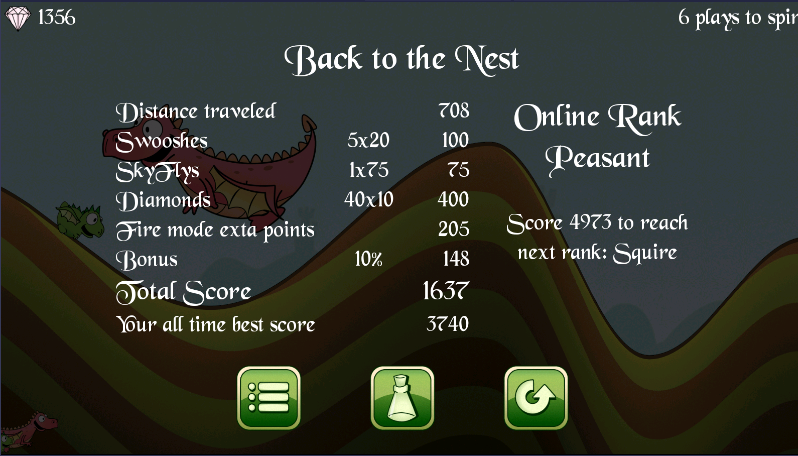 1356
6 plays to spin
Back to the Nest
Distance traveled 708
Swooshes 5x20 100
SkyFlys 1x75 75
Diamonds 40x10 400
Fire mode exta points 205
Bonus 10% 148
Total Score 1637
Your all time best score 3740
Online Rank
Peasant
Score 4973 to reach
next rank: Squire